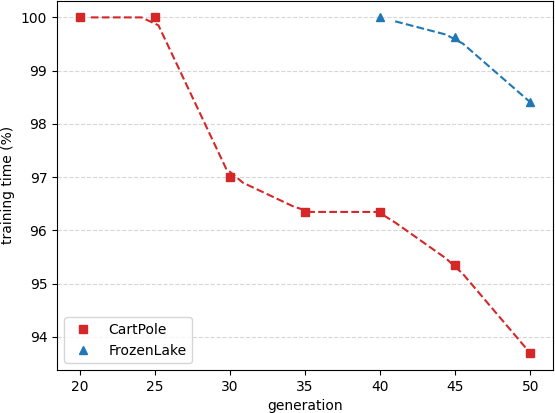 100
99
98
97
96
95
94
training time (%)
CartPole
FrozenLake
20 25 30 35 40 45 50
generation